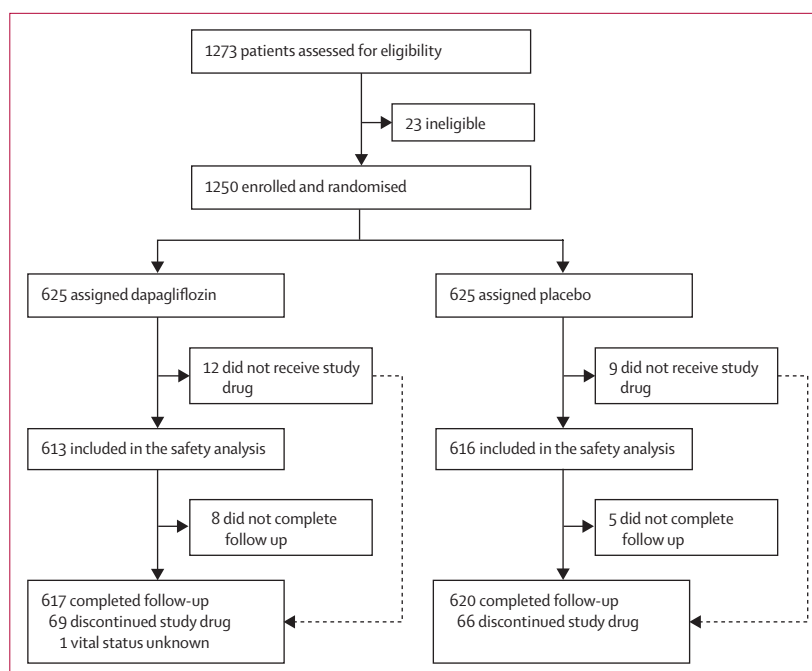 1273 patients assessed for eligibility
23 ineligible
1250 enrolled and randomised
625 assigned dapagliflozin
625 assigned placebo
12 did not receive study
drug
9 did not receive study
drug
613 included in the safety analysis
616 included in the safety analysis
8 did not complete
follow up
5 did not complete
follow up
617 completed follow-up
69 discontinued study drug
1 vital status unknown
620 completed follow-up
66 discontinued study drug